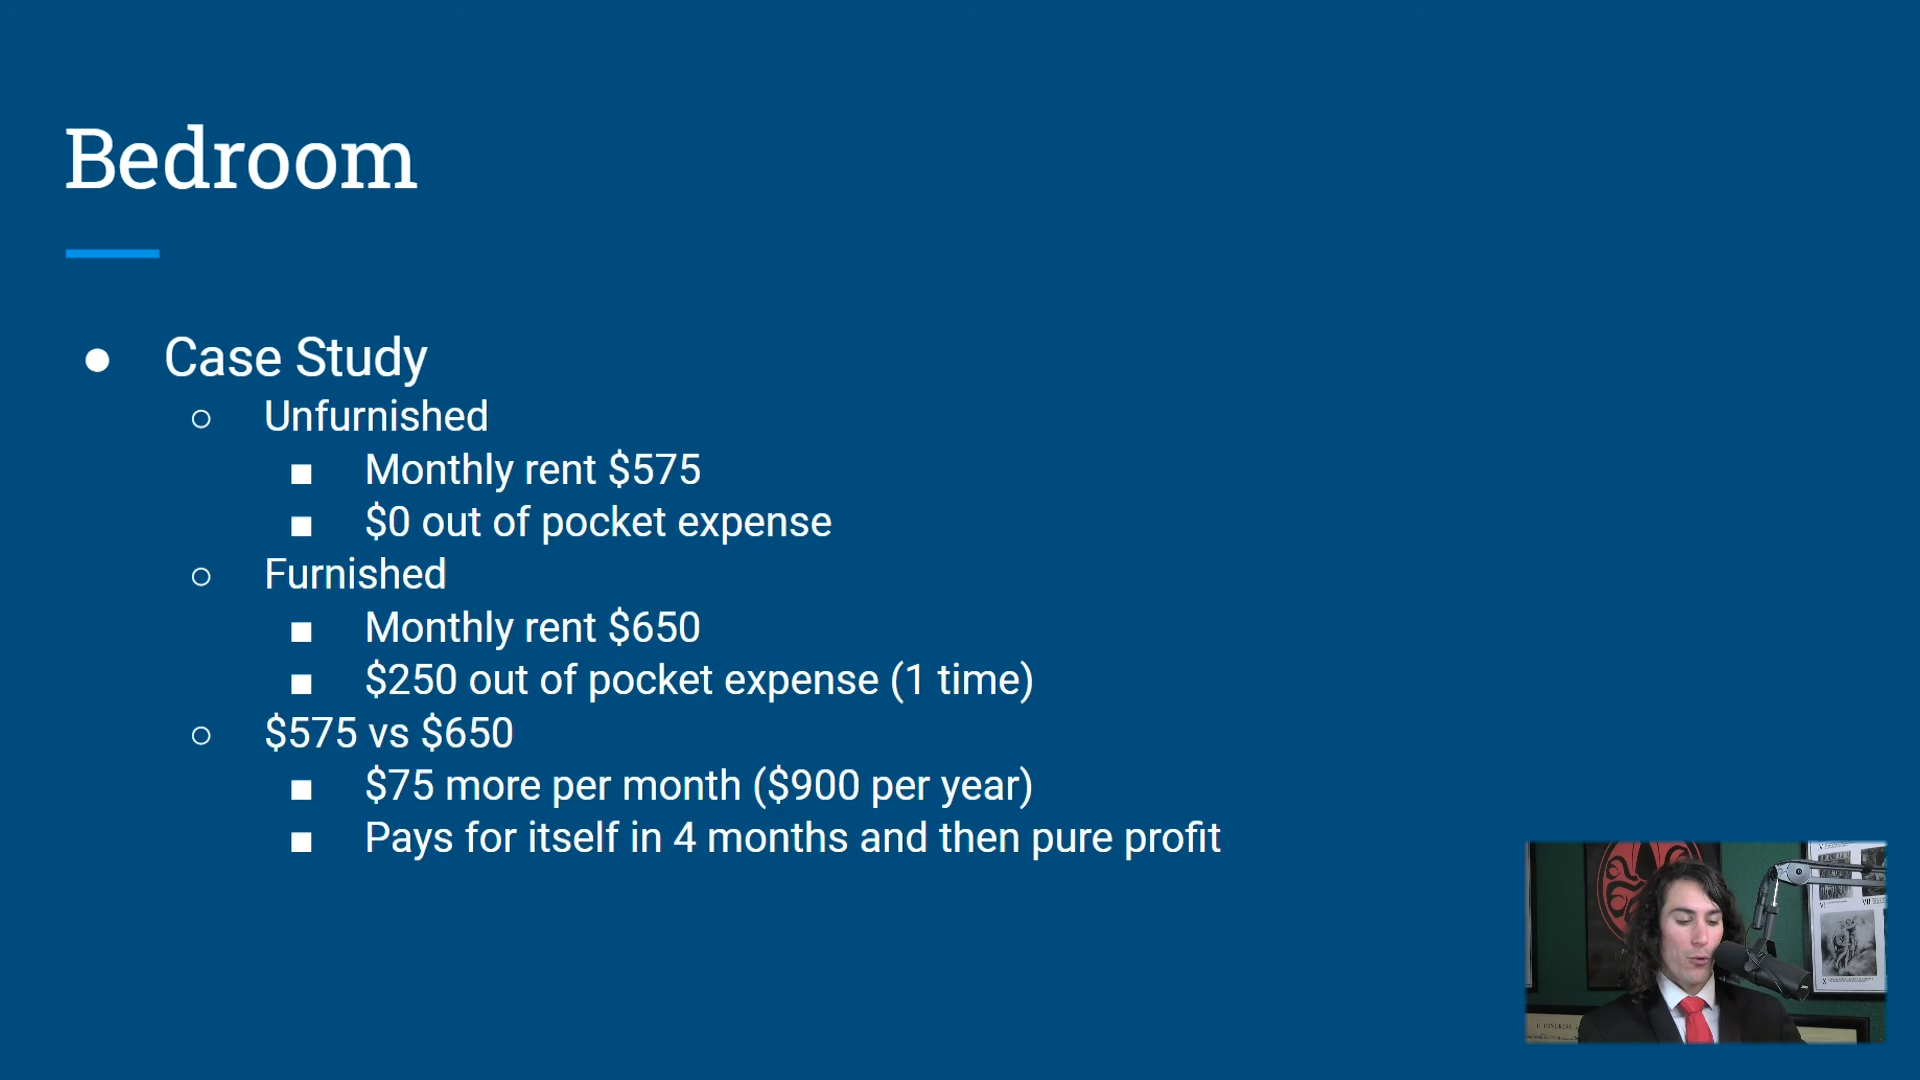 Bedroom
Case Study
Unfurnished
Monthly rent $575
$0 out of pocket expense
Furnished
Monthly rent $650
$250 out of pocket expense (1 time)
$575 vs $650
$75 more per month ($900 per year)
Pays for itself in 4 months and then pure profit